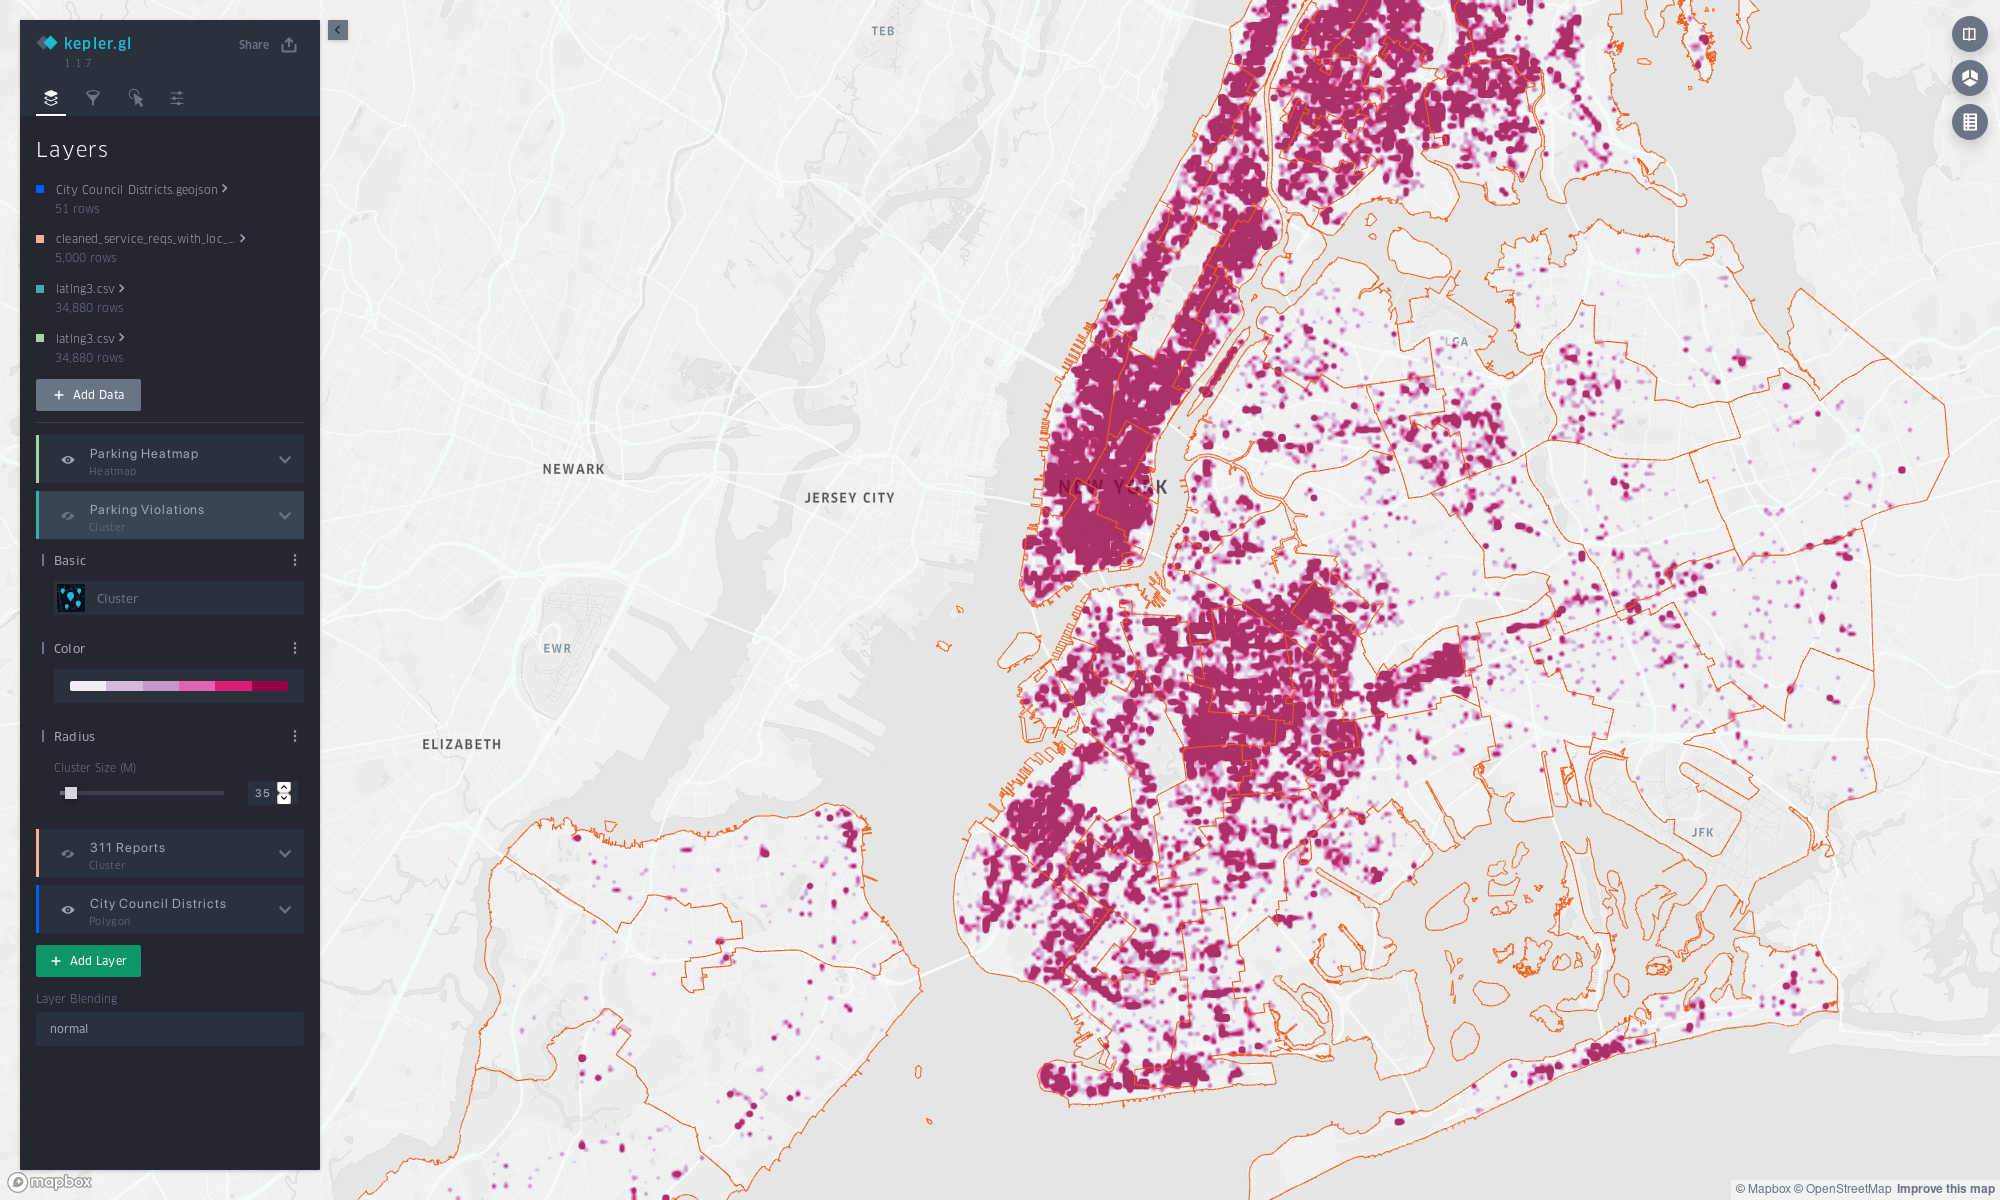 kepler.gl
1.1.7
Share
Layers
City Council Districts.geojson
51 rows
cleaned_service_reqs_with_loc_...
5,000 rows
latlng3.csv
34,880 rows
latlng3.csv
34,880 rows
+ Add Data
Parking Heatmap
Heatmap
Parking Violations
Cluster
Basic
Cluster
Color
Radius
Cluster Size (M)
35
311 Reports
Cluster
City Council Districts
Polygon
+ Add Layer
Layer Blending
normal
mapbox
TEB
LGA
NEWARK
JERSEY CITY
NEW YORK
EWR
ELIZABETH
JFK
© Mapbox © OpenStreetMap Improve this map